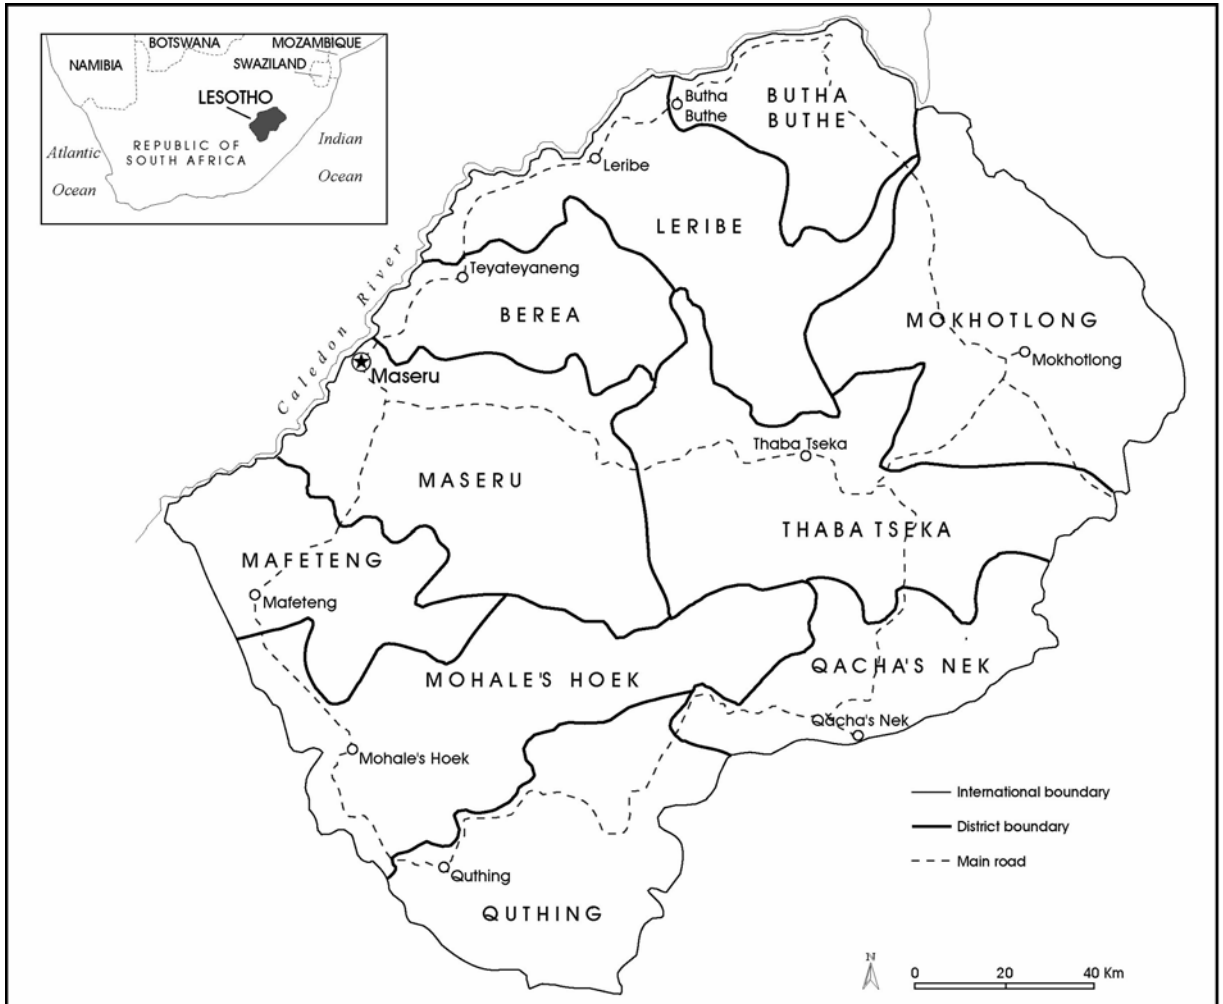 BOTSWANA
MOZAMBIQUE
NAMIBIA
SWAZILAND
LESOTHO
REPUBLIC OF
SOUTH AFRICA
Atlantic
Ocean
Indian
Ocean
Butha
Buthe
BUTHA
BUTHE
Leribe
LERIBE
Teyateyaneng
BEREA
Caledon River
MOKHOTLONG
Mokhotlong
Maseru
Thaba Tseka
MASERU
THABA TSEKA
MAFETENG
Mafeteng
MOHALE'S HOEK
QACHA'S NEK
Qacha's Nek
Mohale's Hoek
International boundary
District boundary
Main road
Quthing
QUTHING
N
0 20 40 Km